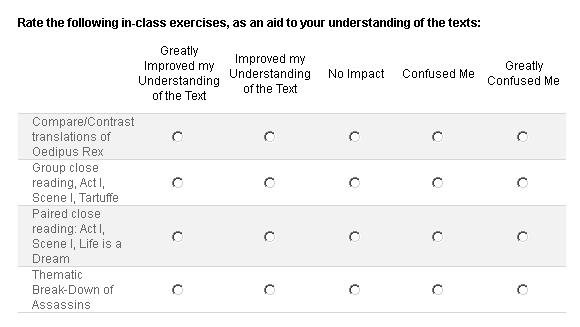 Rate the following in-class exercises, as an aid to your understanding of the texts:
Greatly
Improved my
Understanding
of the Text
Improved my
Understanding
of the Text
No Impact
Confused Me
Greatly
Confused Me
Compare/Contrast
translations of
Oedipus Rex
Group close
reading, Act I,
Scene I, Tartuffe
Paired close
reading: Act I,
Scene I, Life is a
Dream
Thematic
Break-Down of
Assassins